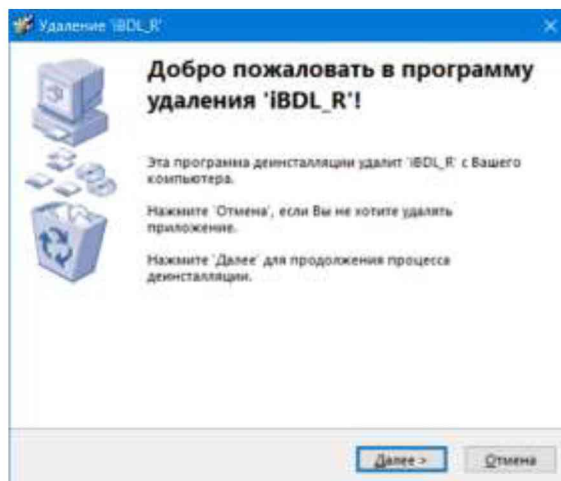 Удаление 'iBDL_R'
Добро пожаловать в программу
удаления 'iBDL_R'!
Эта программа деинсталляции удалит 'iBDL_R' с Вашего
компьютера.
Нажмите 'Отмена', если Вы не хотите удалять
приложение.
Нажмите 'Далее' для продолжения процесса
деинсталляции.
Далее >
Отмена